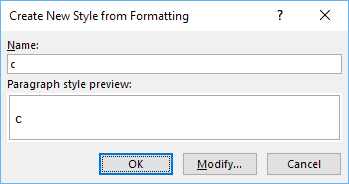 Create New Style from Formatting ? ×
Name:
c
Paragraph style preview:
c
OK Modify... Cancel